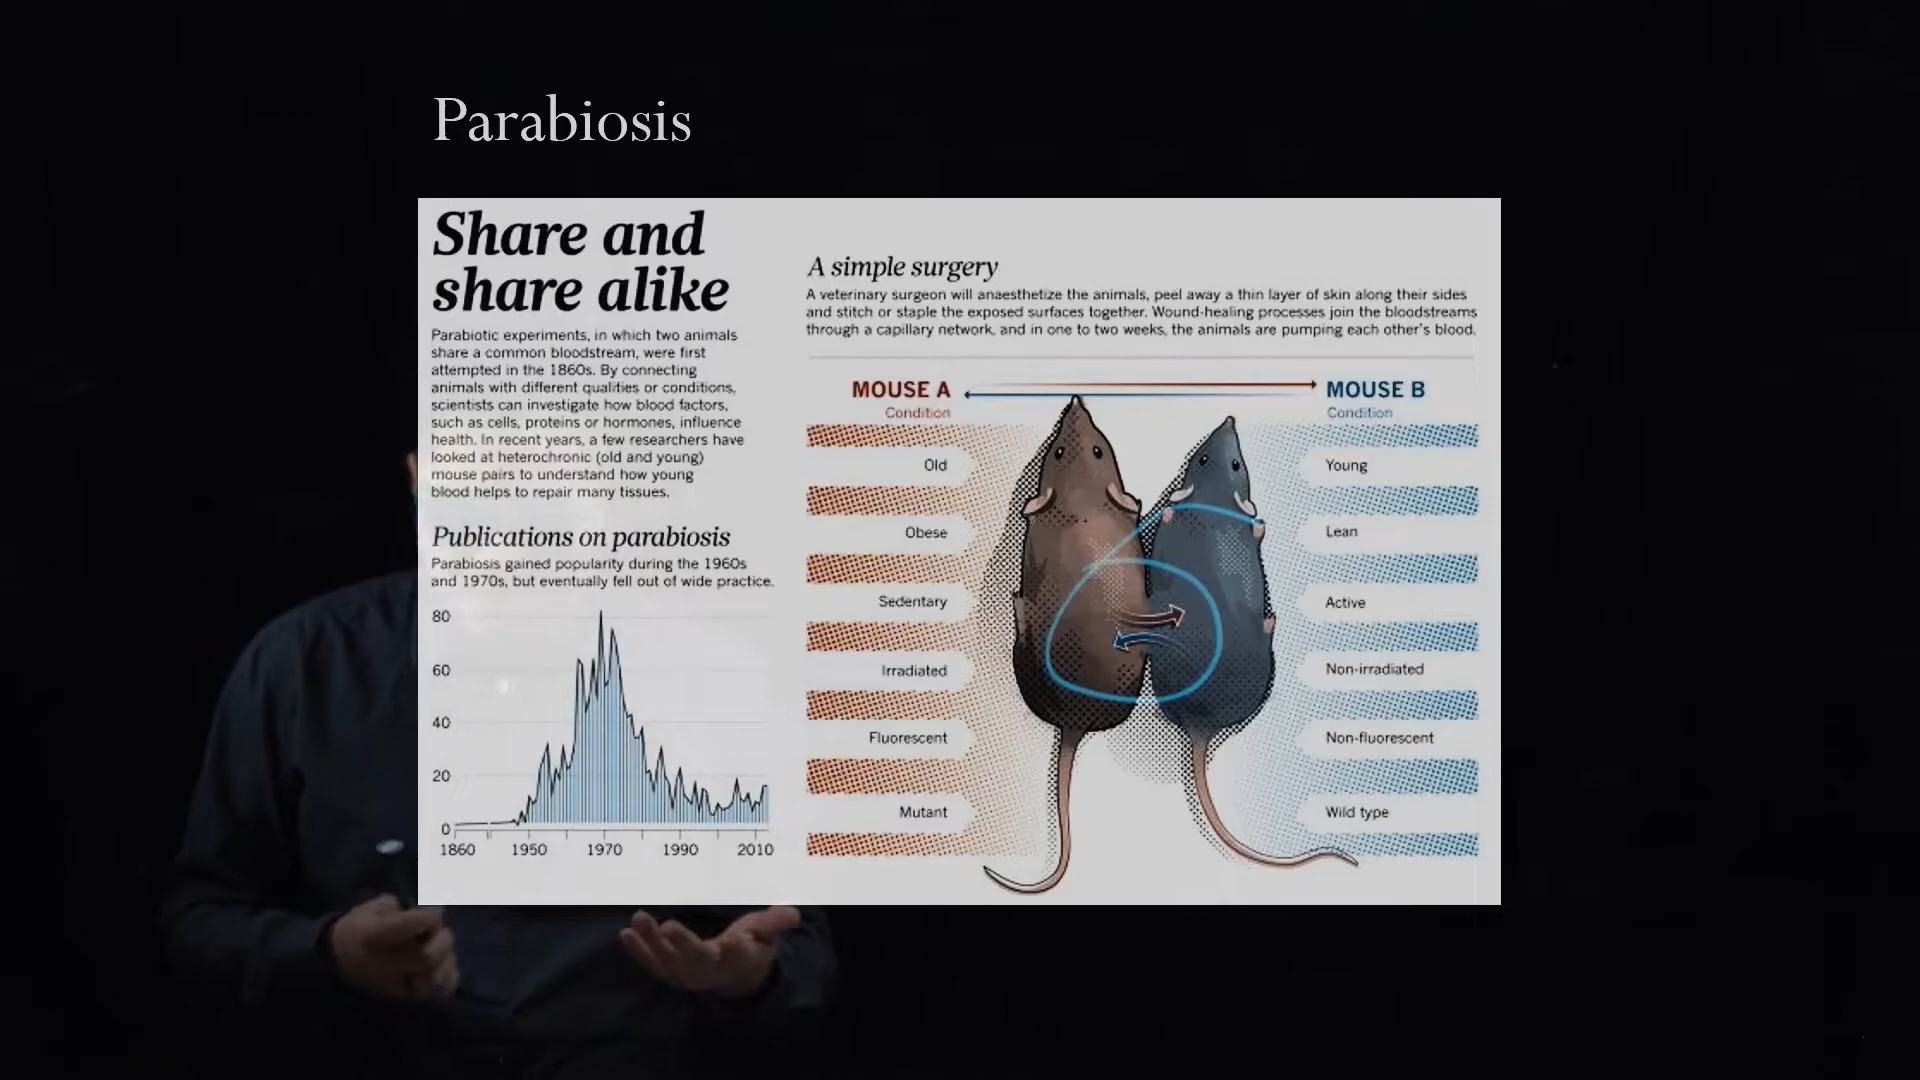 Parabiosis
Share and
share alike
Parabiotic experiments, in which two animals
share a common bloodstream, were first
attempted in the 1860s. By connecting
animals with different qualities or conditions,
scientists can investigate how blood factors,
such as cells, proteins or hormones, influence
health. In recent years, a few researchers have
looked at heterochronic (old and young)
mouse pairs to understand how young
blood helps to repair many tissues.
Publications on parabiosis
Parabiosis gained popularity during the 1960s
and 1970s, but eventually fell out of wide practice.
80
60
40
20
0
1860 1950 1970 1990 2010
A simple surgery
A veterinary surgeon will anaesthetize the animals, peel away a thin layer of skin along their sides
and stitch or staple the exposed surfaces together. Wound-healing processes join the bloodstreams
through a capillary network, and in one to two weeks, the animals are pumping each other's blood.
MOUSE A MOUSE B
Condition Condition
Old Young
Obese Lean
Sedentary Active
Irradiated Non-irradiated
Fluorescent Non-fluorescent
Mutant Wild type